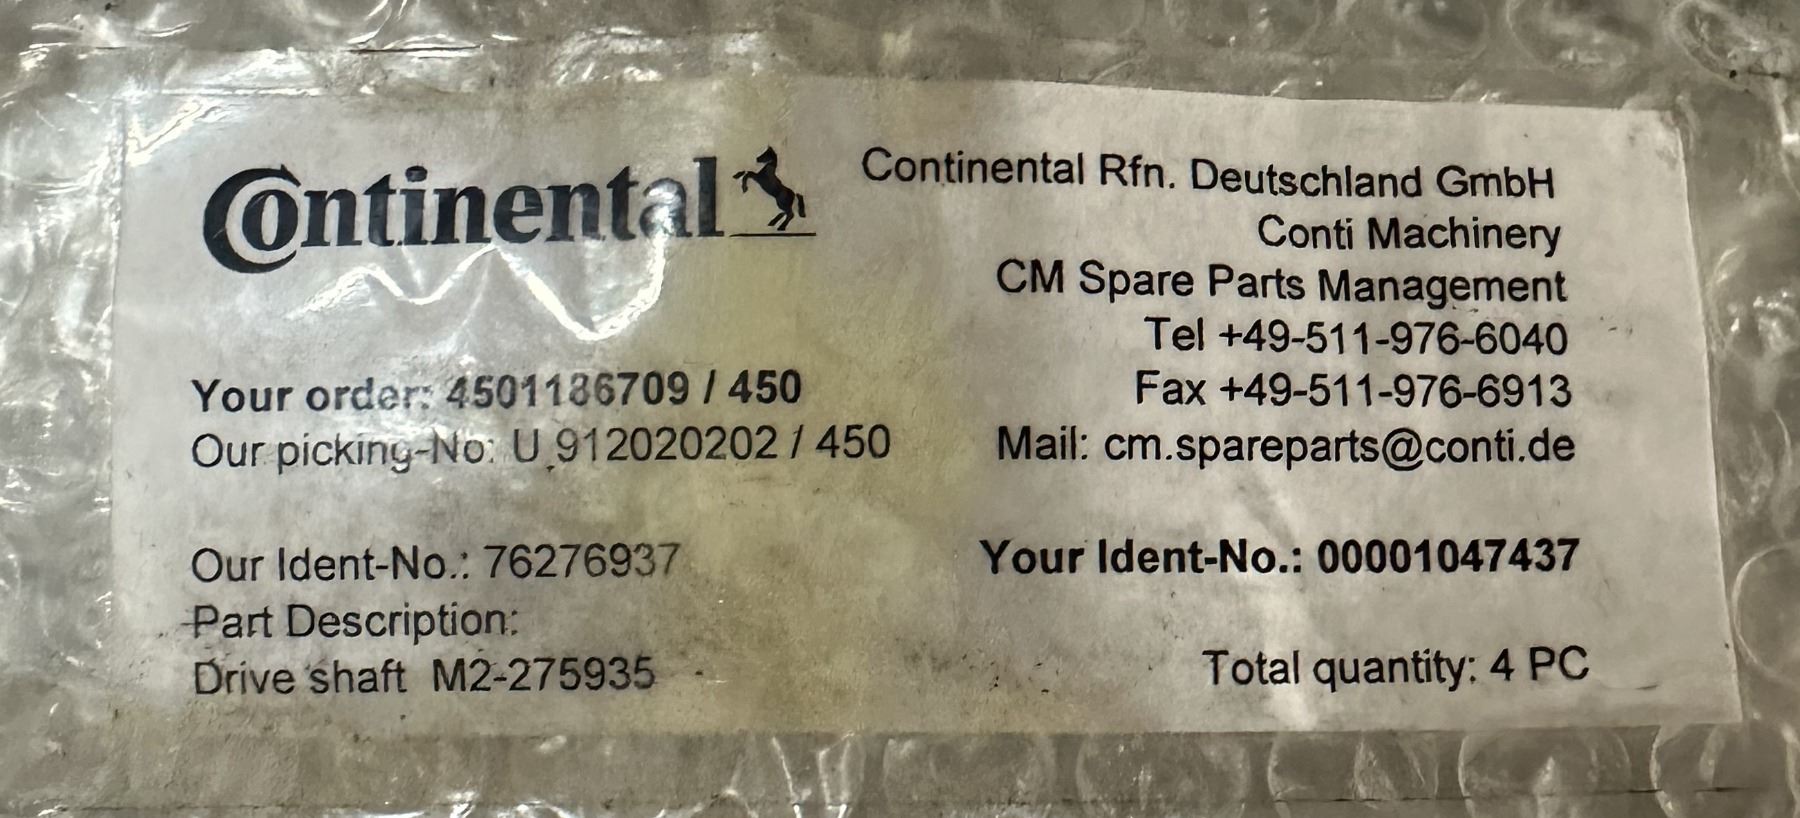 Continental
Continental Rfn. Deutschland GmbH
Conti Machinery
CM Spare Parts Management
Tel +49-511-976-6040
Fax +49-511-976-6913
Mail: cm.spareparts@conti.de
Your order: 4501186709 / 450
Our picking-No: U 912020202 / 450
Our Ident-No.: 76276937
Your Ident-No.: 00001047437
Part Description:
Drive shaft M2-275935
Total quantity: 4 PC